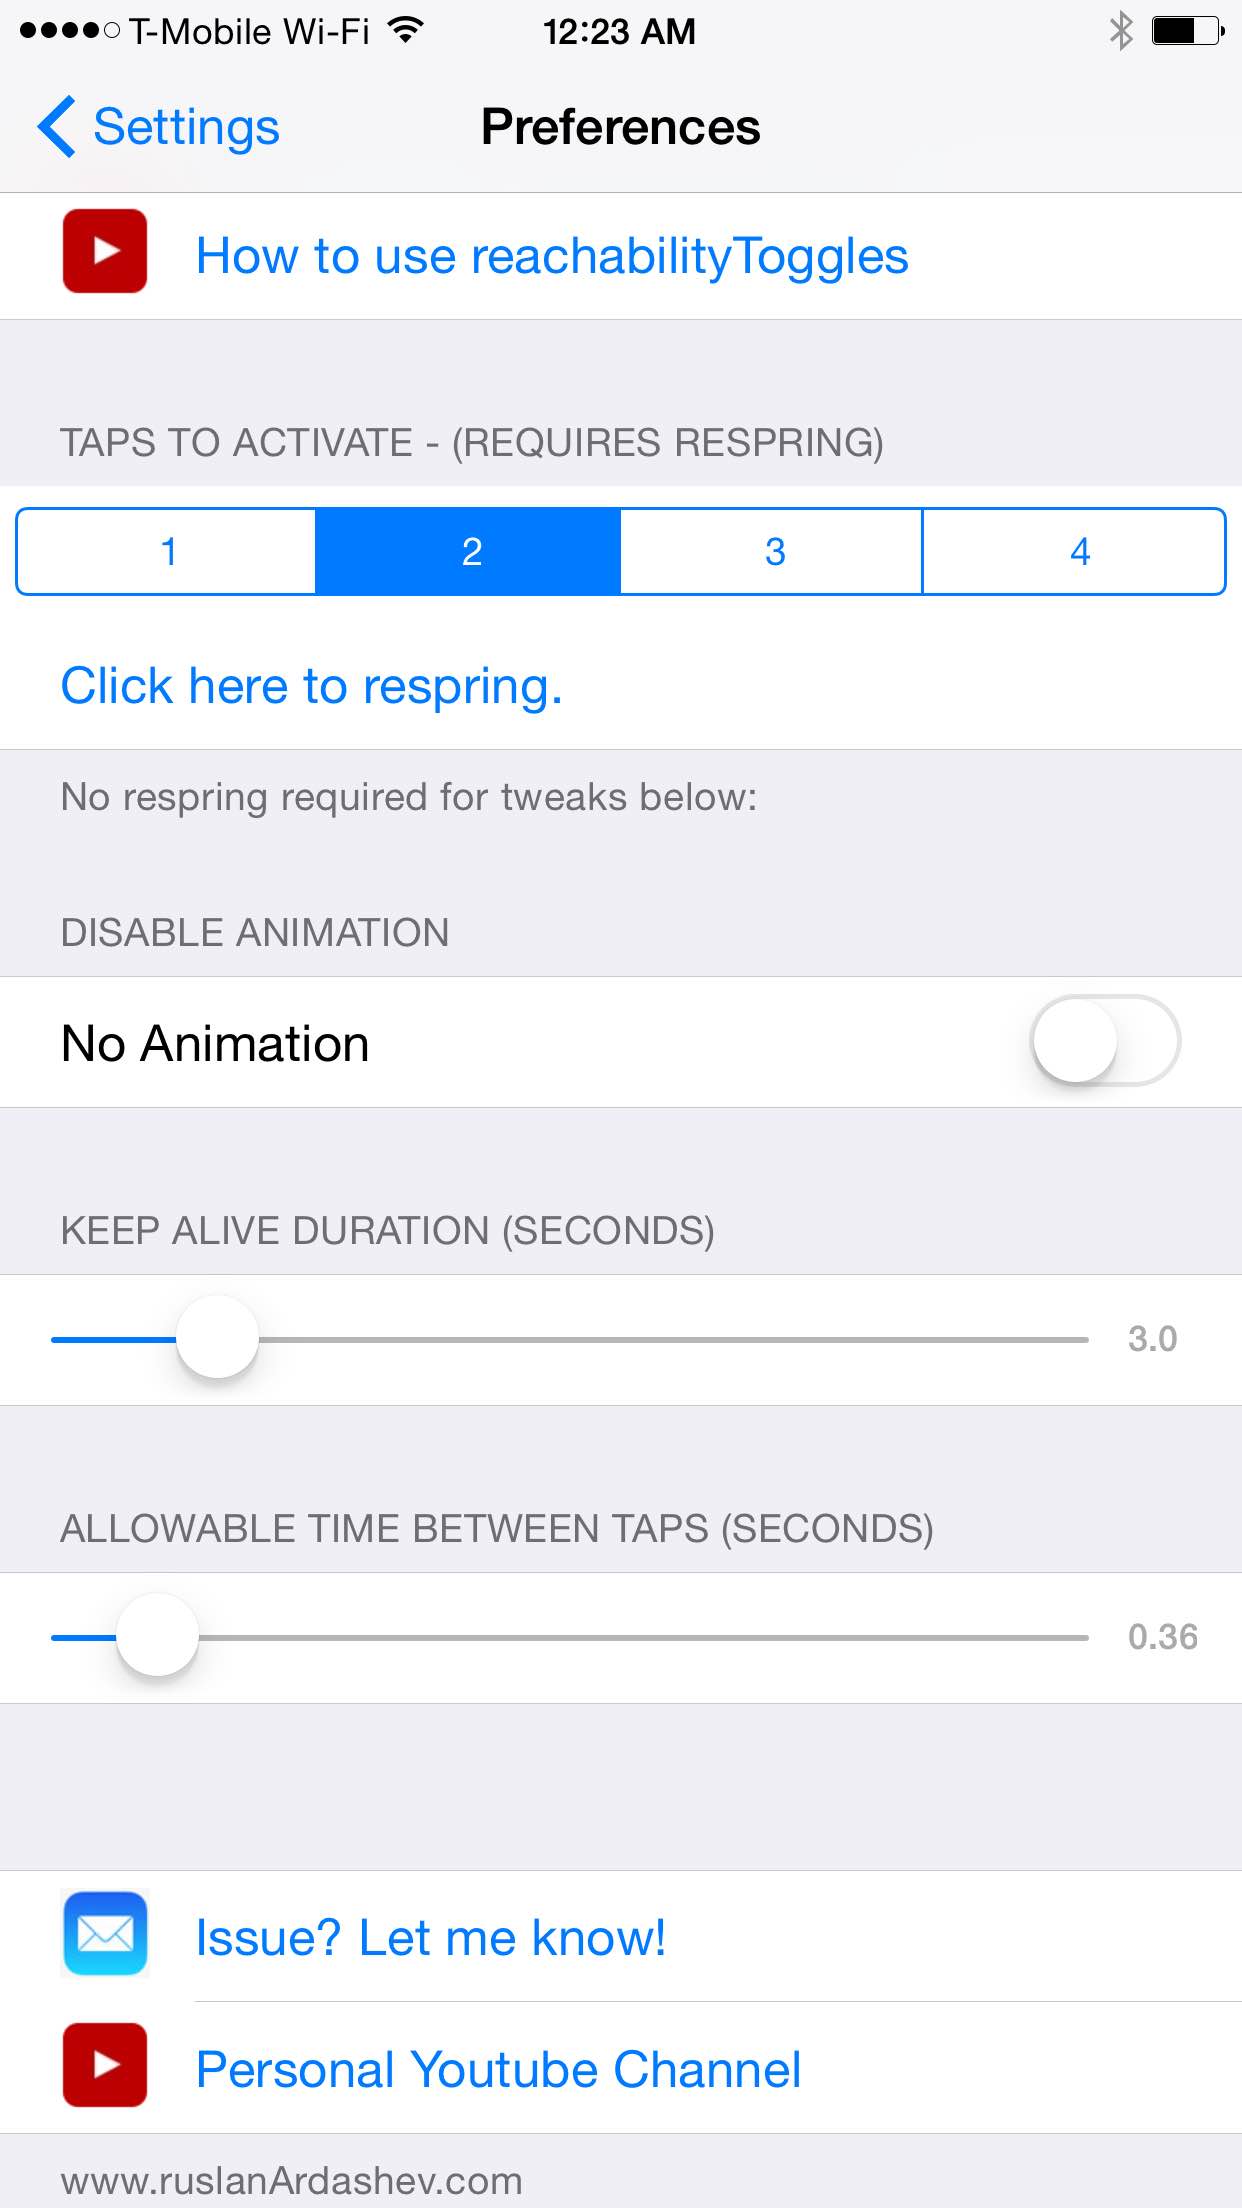 T-Mobile Wi-Fi 12:23 AM
Settings Preferences
How to use reachabilityToggles
TAPS TO ACTIVATE - (REQUIRES RESPRING)
1 2 3 4
Click here to respring.
No respring required for tweaks below:
DISABLE ANIMATION
No Animation
KEEP ALIVE DURATION (SECONDS)
3.0
ALLOWABLE TIME BETWEEN TAPS (SECONDS)
0.36
Issue? Let me know!
Personal Youtube Channel
www.ruslanArdashev.com